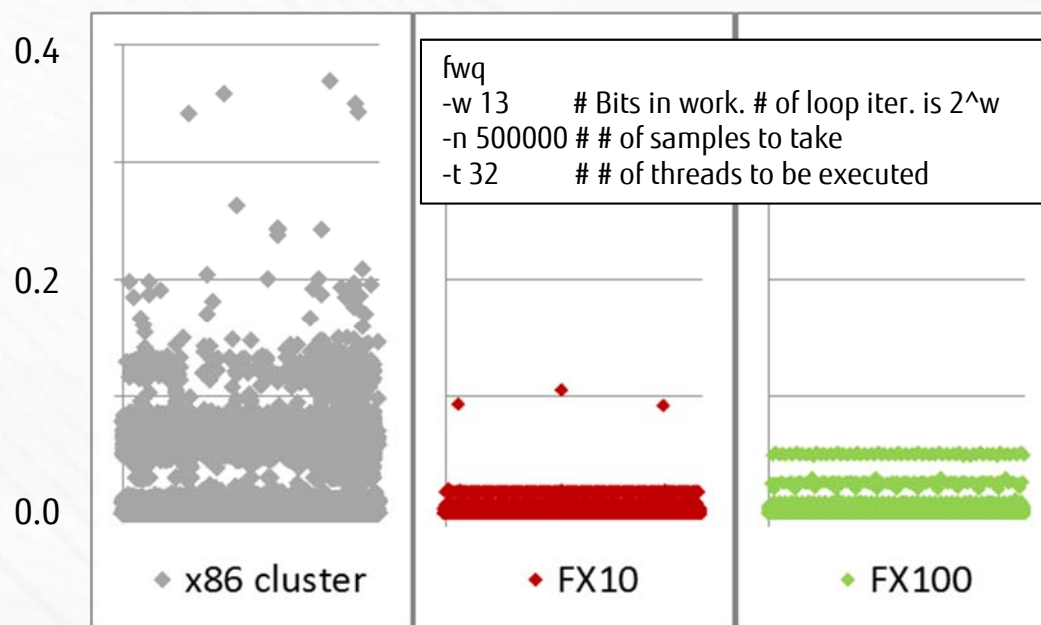 0.4
0.2
0.0
fwq
-w 13 # Bits in work. # of loop iter. is 2^w
-n 500000 # # of samples to take
-t 32 # # of threads to be executed
x86 cluster
FX10
FX100